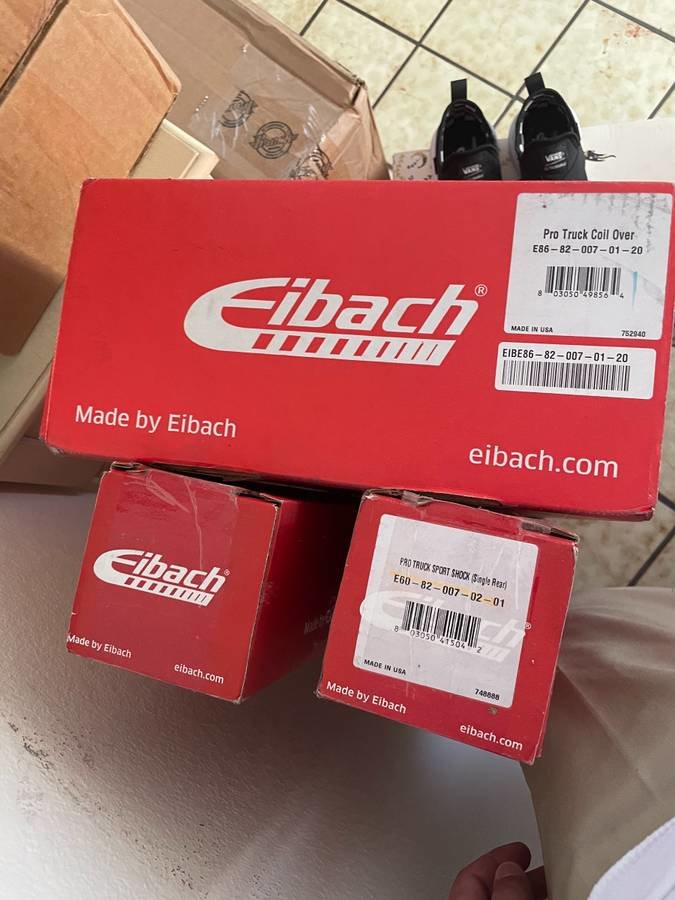 VANS
Eibach®
Made by Eibach
eibach.com
Pro Truck Coil Over
E86-82-007-01-20
8 03050 49856 4
MADE IN USA 752940
EIBE86-82-007-01-20
Eibach®
Made by Eibach
eibach.com
PRO TRUCK SPORT SHOCK (Single Rear)
E60-82-007-02-01
8 03050 41504 2
MADE IN USA 748888
Made by Eibach
eibach.com